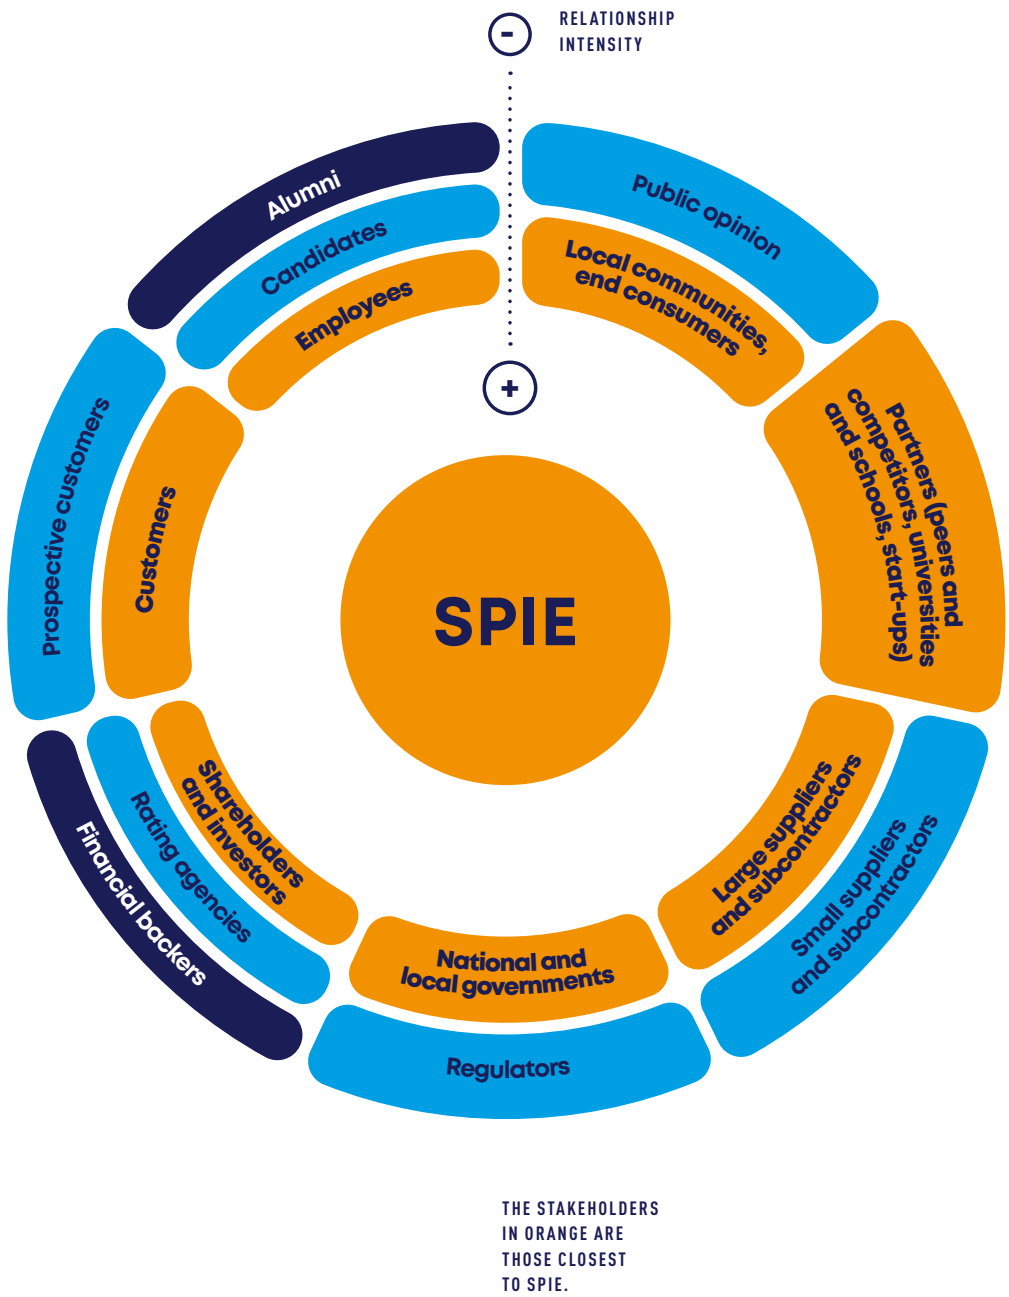 -
RELATIONSHIP
INTENSITY
+
Alumni
Candidates
Employees
Public opinion
Local communities,
end consumers
Partners (peers and
competitors, universities
and schools, start-ups)
Prospective customers
Customers
SPIE
Large suppliers
and subcontractors
Small suppliers
and subcontractors
Shareholders
and investors
Rating agencies
Financial backers
National and
local governments
Regulators
THE STAKEHOLDERS
IN ORANGE ARE
THOSE CLOSEST
TO SPIE.